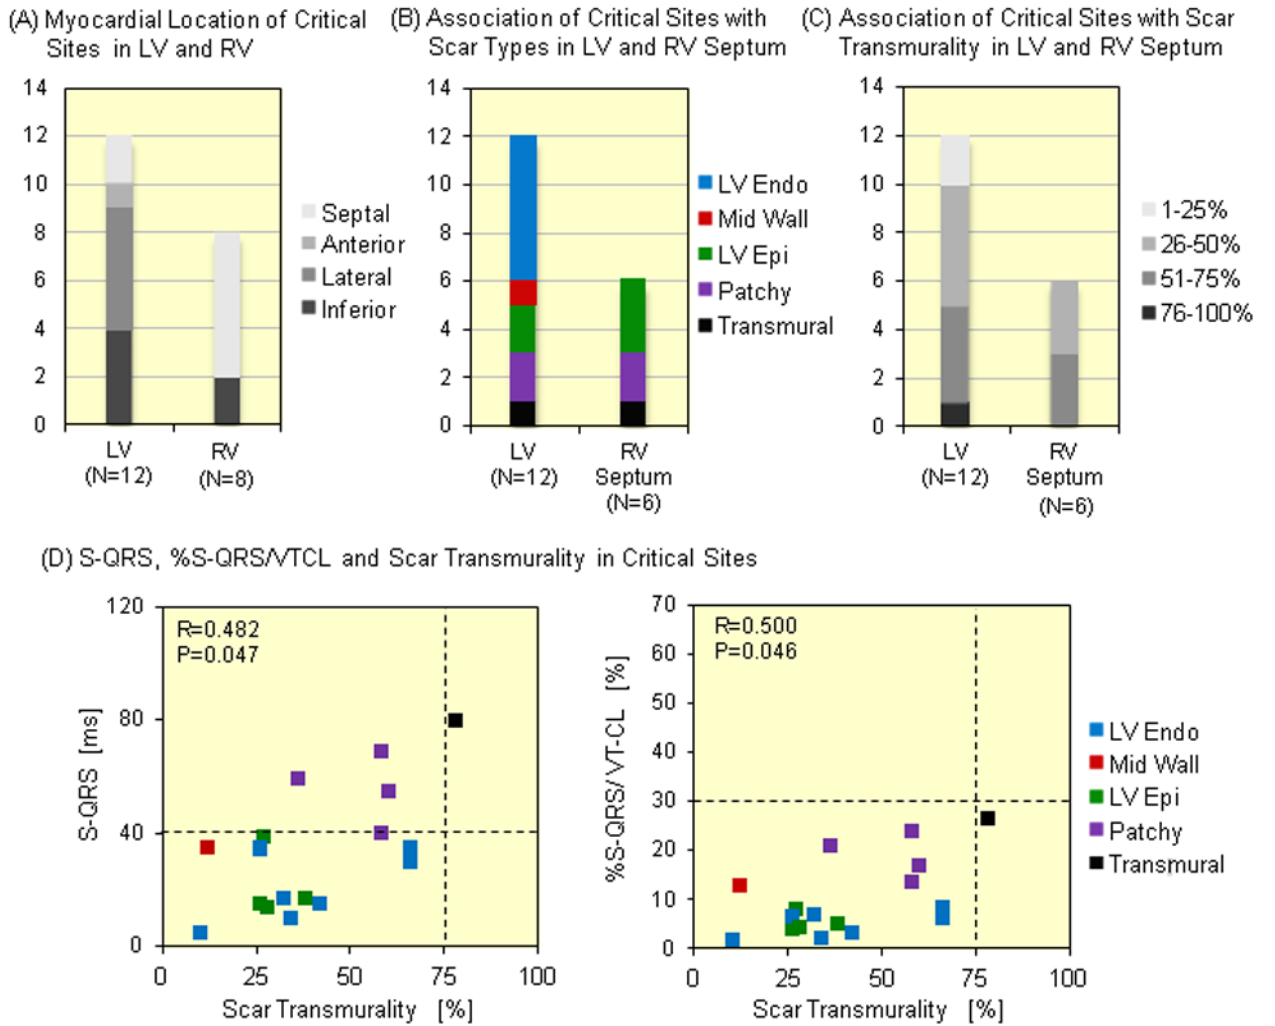 (A) Myocardial Location of Critical
Sites in LV and RV
14
12
10
8
6
4
2
0
LV
(N=12)
RV
(N=8)
Septal
Anterior
Lateral
Inferior
(B) Association of Critical Sites with
Scar Types in LV and RV Septum
14
12
10
8
6
4
2
0
LV
(N=12)
RV
Septum
(N=6)
LV Endo
Mid Wall
LV Epi
Patchy
Transmural
(C) Association of Critical Sites with Scar
Transmurality in LV and RV Septum
14
12
10
8
6
4
2
0
LV
(N=12)
RV
Septum
(N=6)
1-25%
26-50%
51-75%
76-100%
(D) S-QRS, %S-QRS/VTCL and Scar Transmurality in Critical Sites
S-QRS [ms]
120
80
40
0
R=0.482
P=0.047
0 25 50 75 100
Scar Transmurality [%]
%S-QRS/VT-CL [%]
70
60
50
40
30
20
10
0
R=0.500
P=0.046
0 25 50 75 100
Scar Transmurality [%]
LV Endo
Mid Wall
LV Epi
Patchy
Transmural